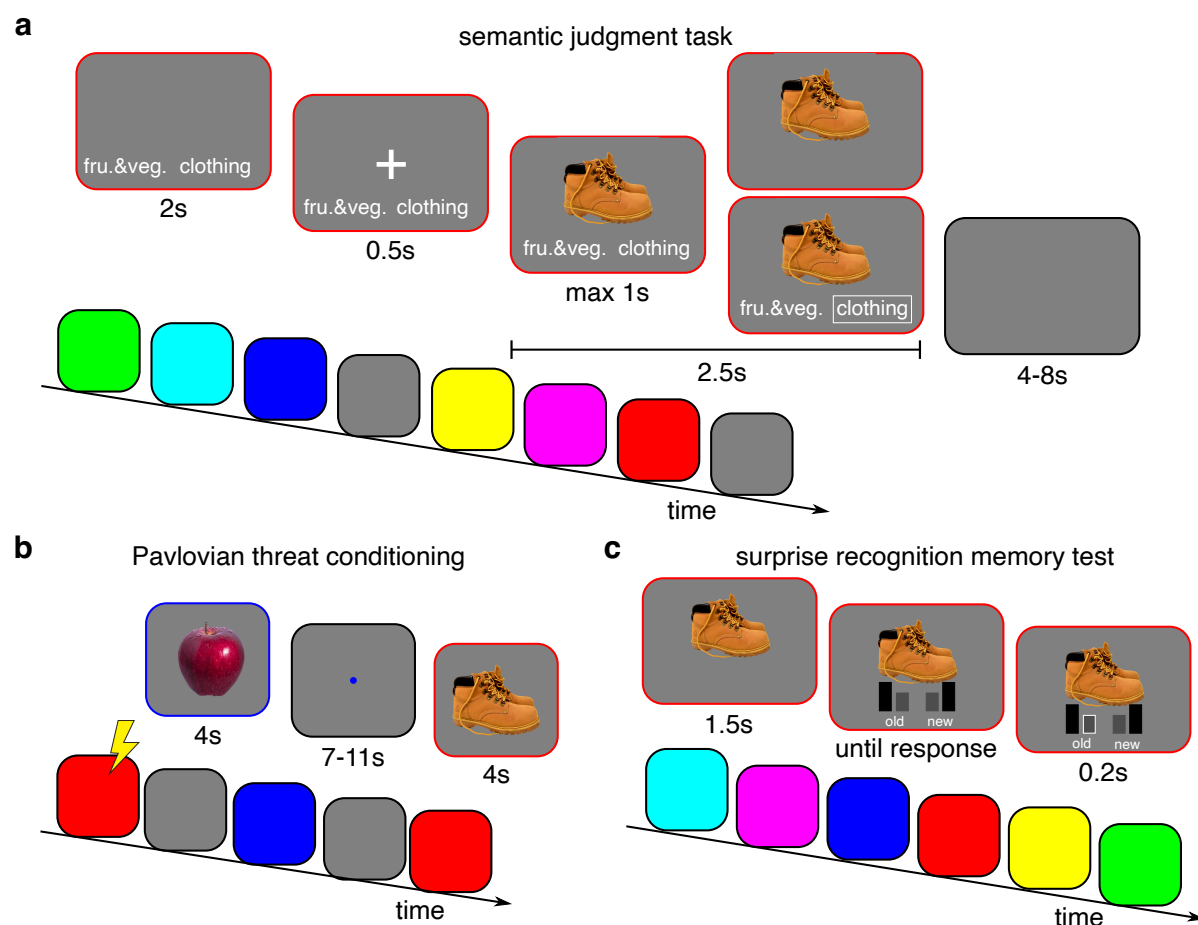 a
semantic judgment task
fru.&veg. clothing
2s
fru.&veg. clothing
0.5s
fru.&veg. clothing
max 1s
fru.&veg. clothing
2.5s
4-8s
time
b
Pavlovian threat conditioning
4s
7-11s
4s
time
c
surprise recognition memory test
1.5s
old new
until response
old new
0.2s
time